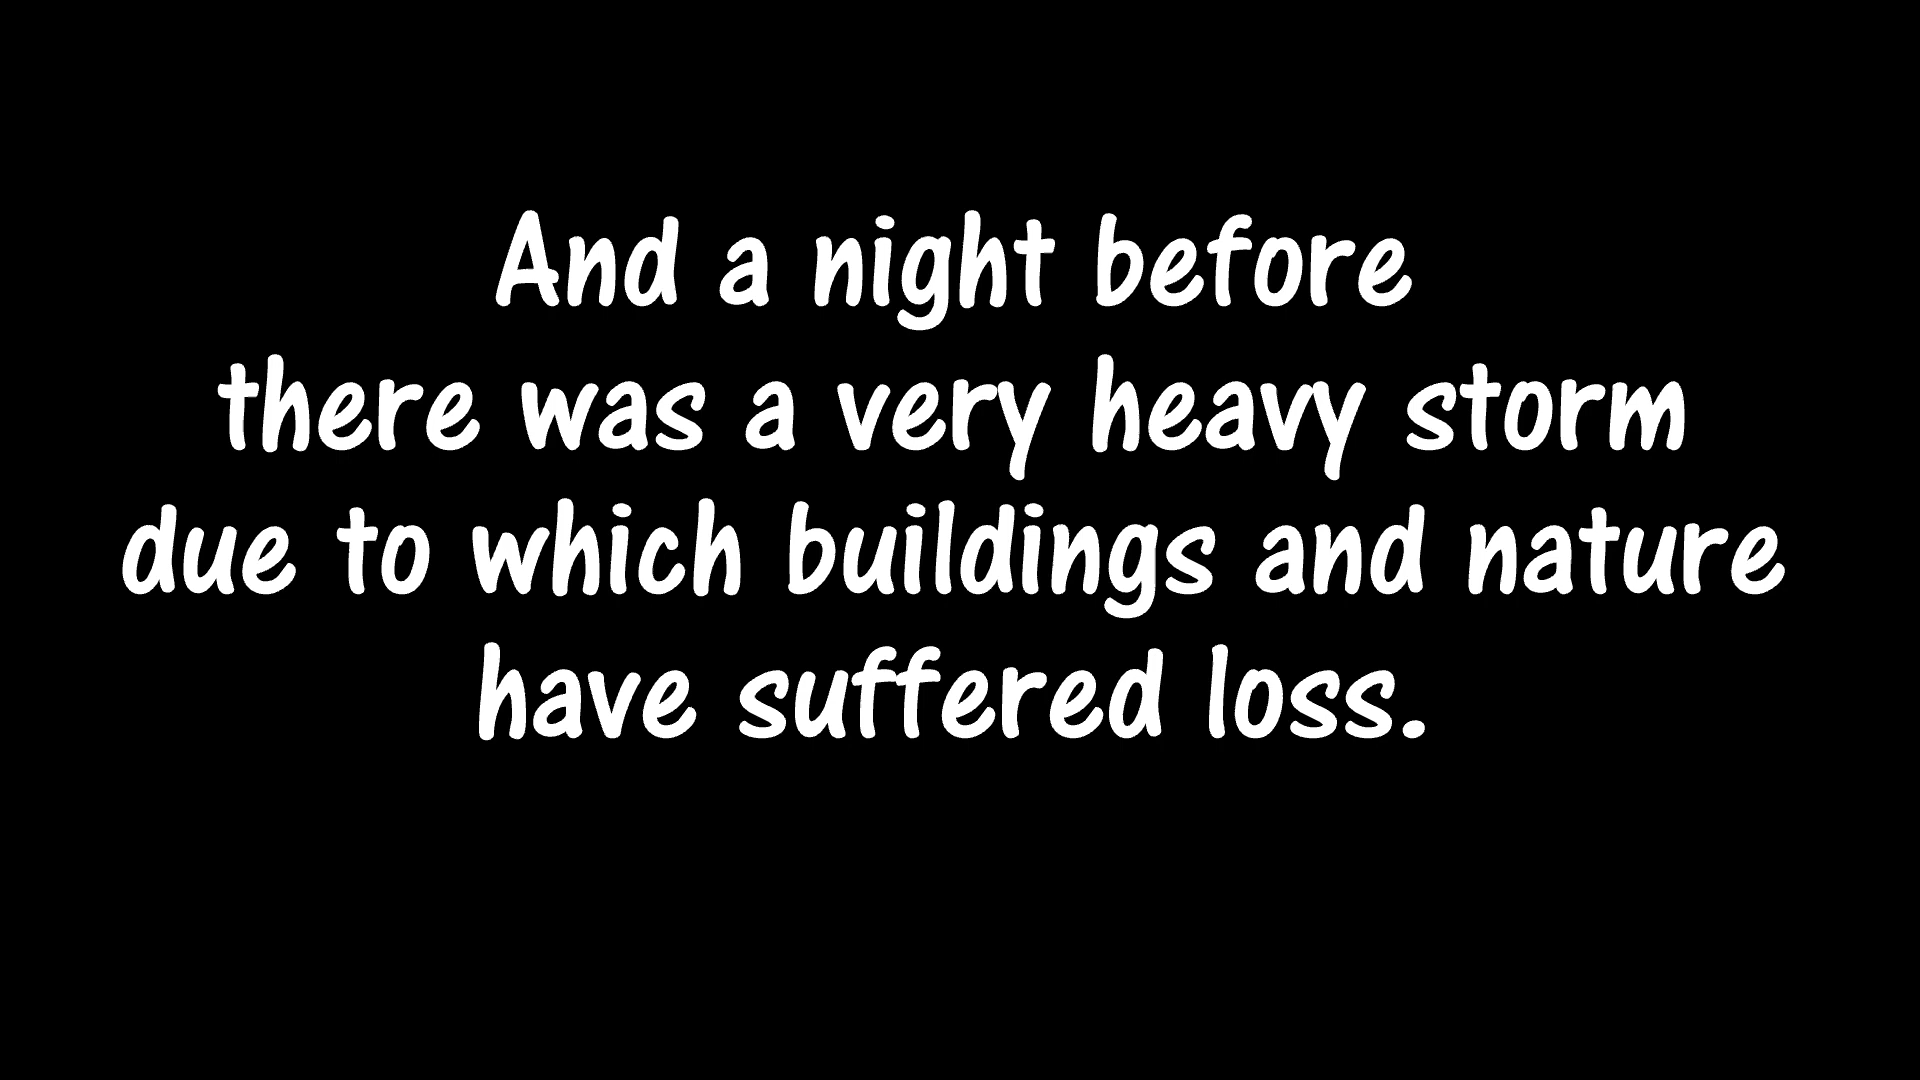 And a night before
there was a very heavy storm
due to which buildings and nature
have suffered loss.